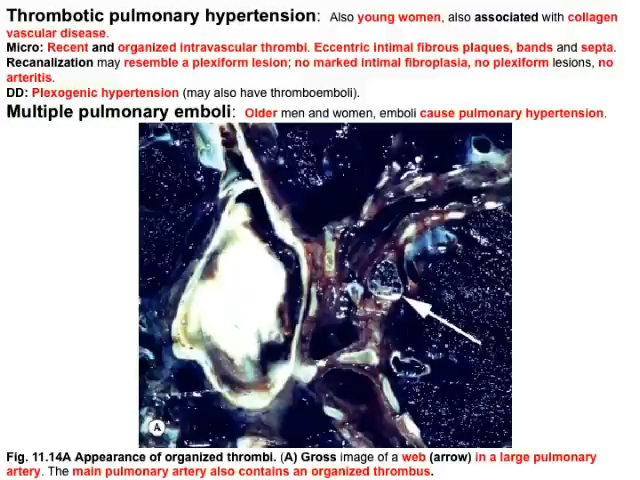 Thrombotic pulmonary hypertension: Also young women, also associated with collagen
vascular disease.
Micro: Recent and organized intravascular thrombi. Eccentric intimal fibrous plaques, bands and septa.
Recanalization may resemble a plexiform lesion; no marked intimal fibroplasia, no plexiform lesions, no
arteritis.
DD: Plexogenic hypertension (may also have thromboemboli).
Multiple pulmonary emboli: Older men and women, emboli cause pulmonary hypertension.
A
Fig. 11.14A Appearance of organized thrombi. (A) Gross image of a web (arrow) in a large pulmonary
artery. The main pulmonary artery also contains an organized thrombus.